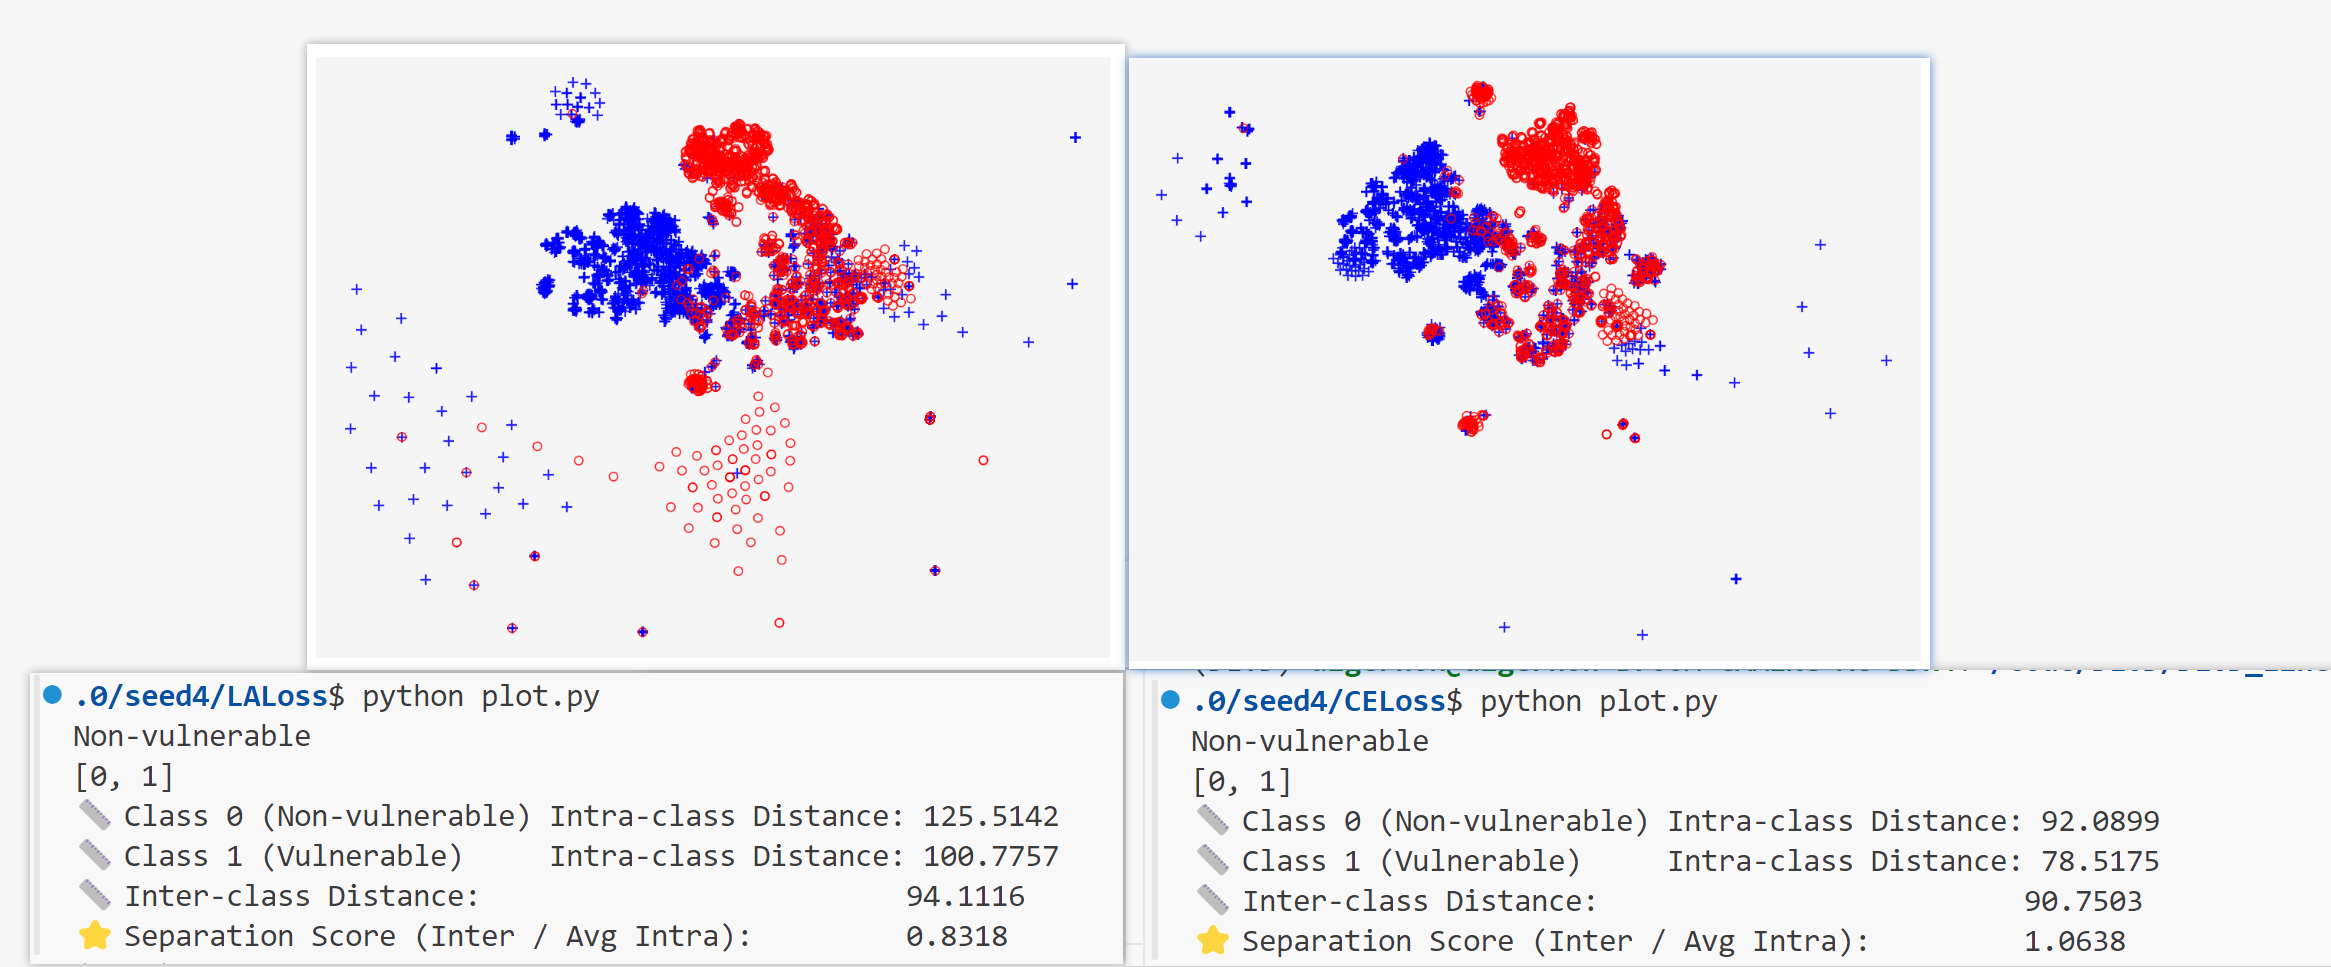 .0/seed4/LALoss$ python plot.py
Non-vulnerable
[0, 1]
Class 0 (Non-vulnerable) Intra-class Distance: 125.5142
Class 1 (Vulnerable) Intra-class Distance: 100.7757
Inter-class Distance: 94.1116
Separation Score (Inter / Avg Intra): 0.8318
.0/seed4/CELoss$ python plot.py
Non-vulnerable
[0, 1]
Class 0 (Non-vulnerable) Intra-class Distance: 92.0899
Class 1 (Vulnerable) Intra-class Distance: 78.5175
Inter-class Distance: 90.7503
Separation Score (Inter / Avg Intra): 1.0638